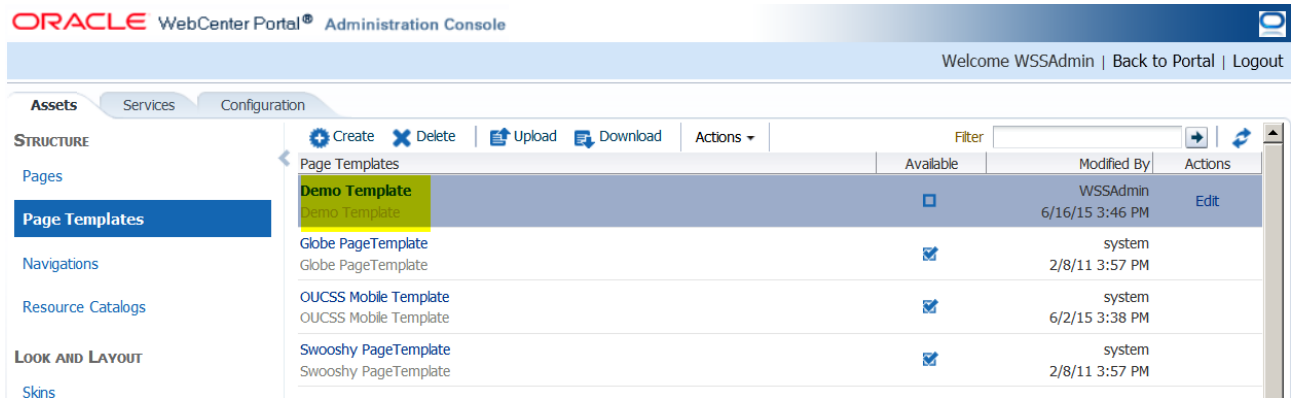 ORACLE WebCenter Portal® Administration Console
Welcome WSSAdmin | Back to Portal | Logout
Assets Services Configuration
STRUCTURE
Pages
Page Templates
Navigations
Resource Catalogs
LOOK AND LAYOUT
Skins
Create Delete Upload Download Actions Filter
Page Templates Available Modified By Actions
Demo Template WSSAdmin
Demo Template 6/16/15 3:46 PM Edit
Globe PageTemplate system
Globe PageTemplate 2/8/11 3:57 PM
OUCSS Mobile Template system
OUCSS Mobile Template 6/2/15 3:38 PM
Swooshy PageTemplate system
Swooshy PageTemplate 2/8/11 3:57 PM